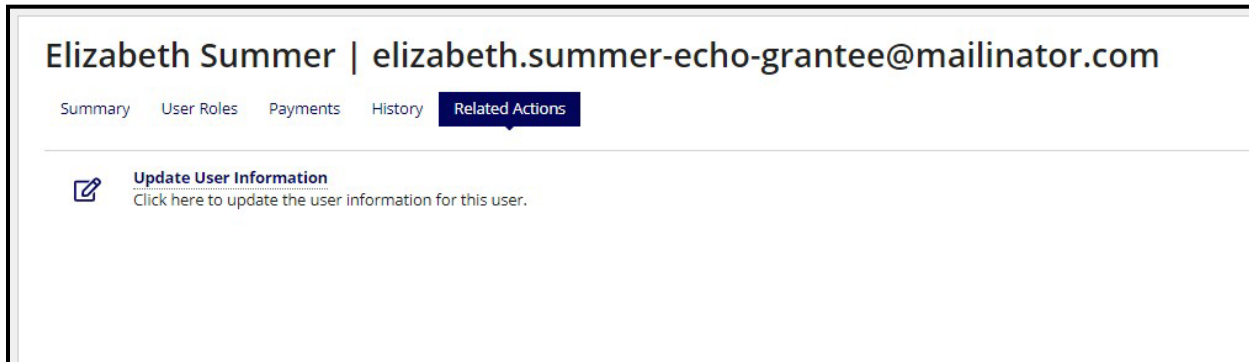 Elizabeth Summer | elizabeth.summer-echo-grantee@mailinator.com
Summary User Roles Payments History Related Actions
Update User Information
Click here to update the user information for this user.